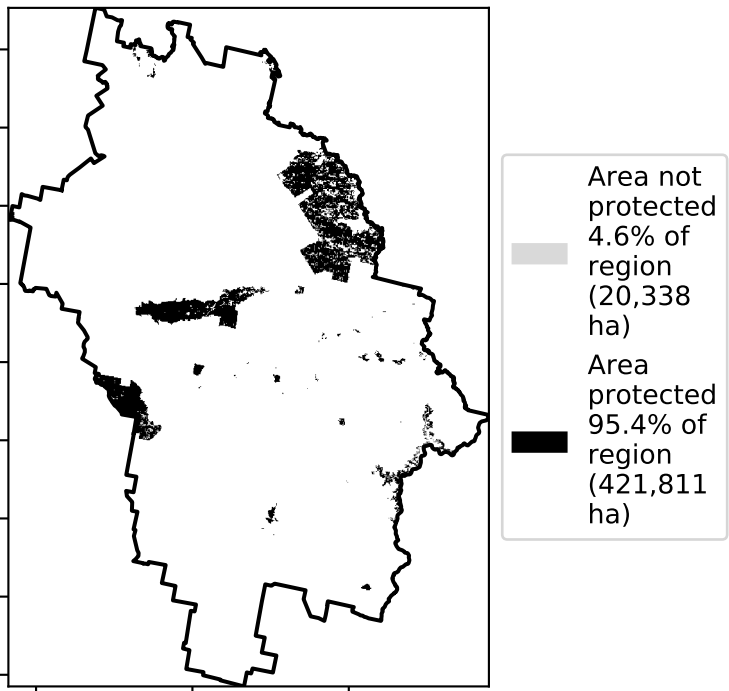 Area not
protected
4.6% of
region
(20,338
ha)
Area
protected
95.4% of
region
(421,811
ha)